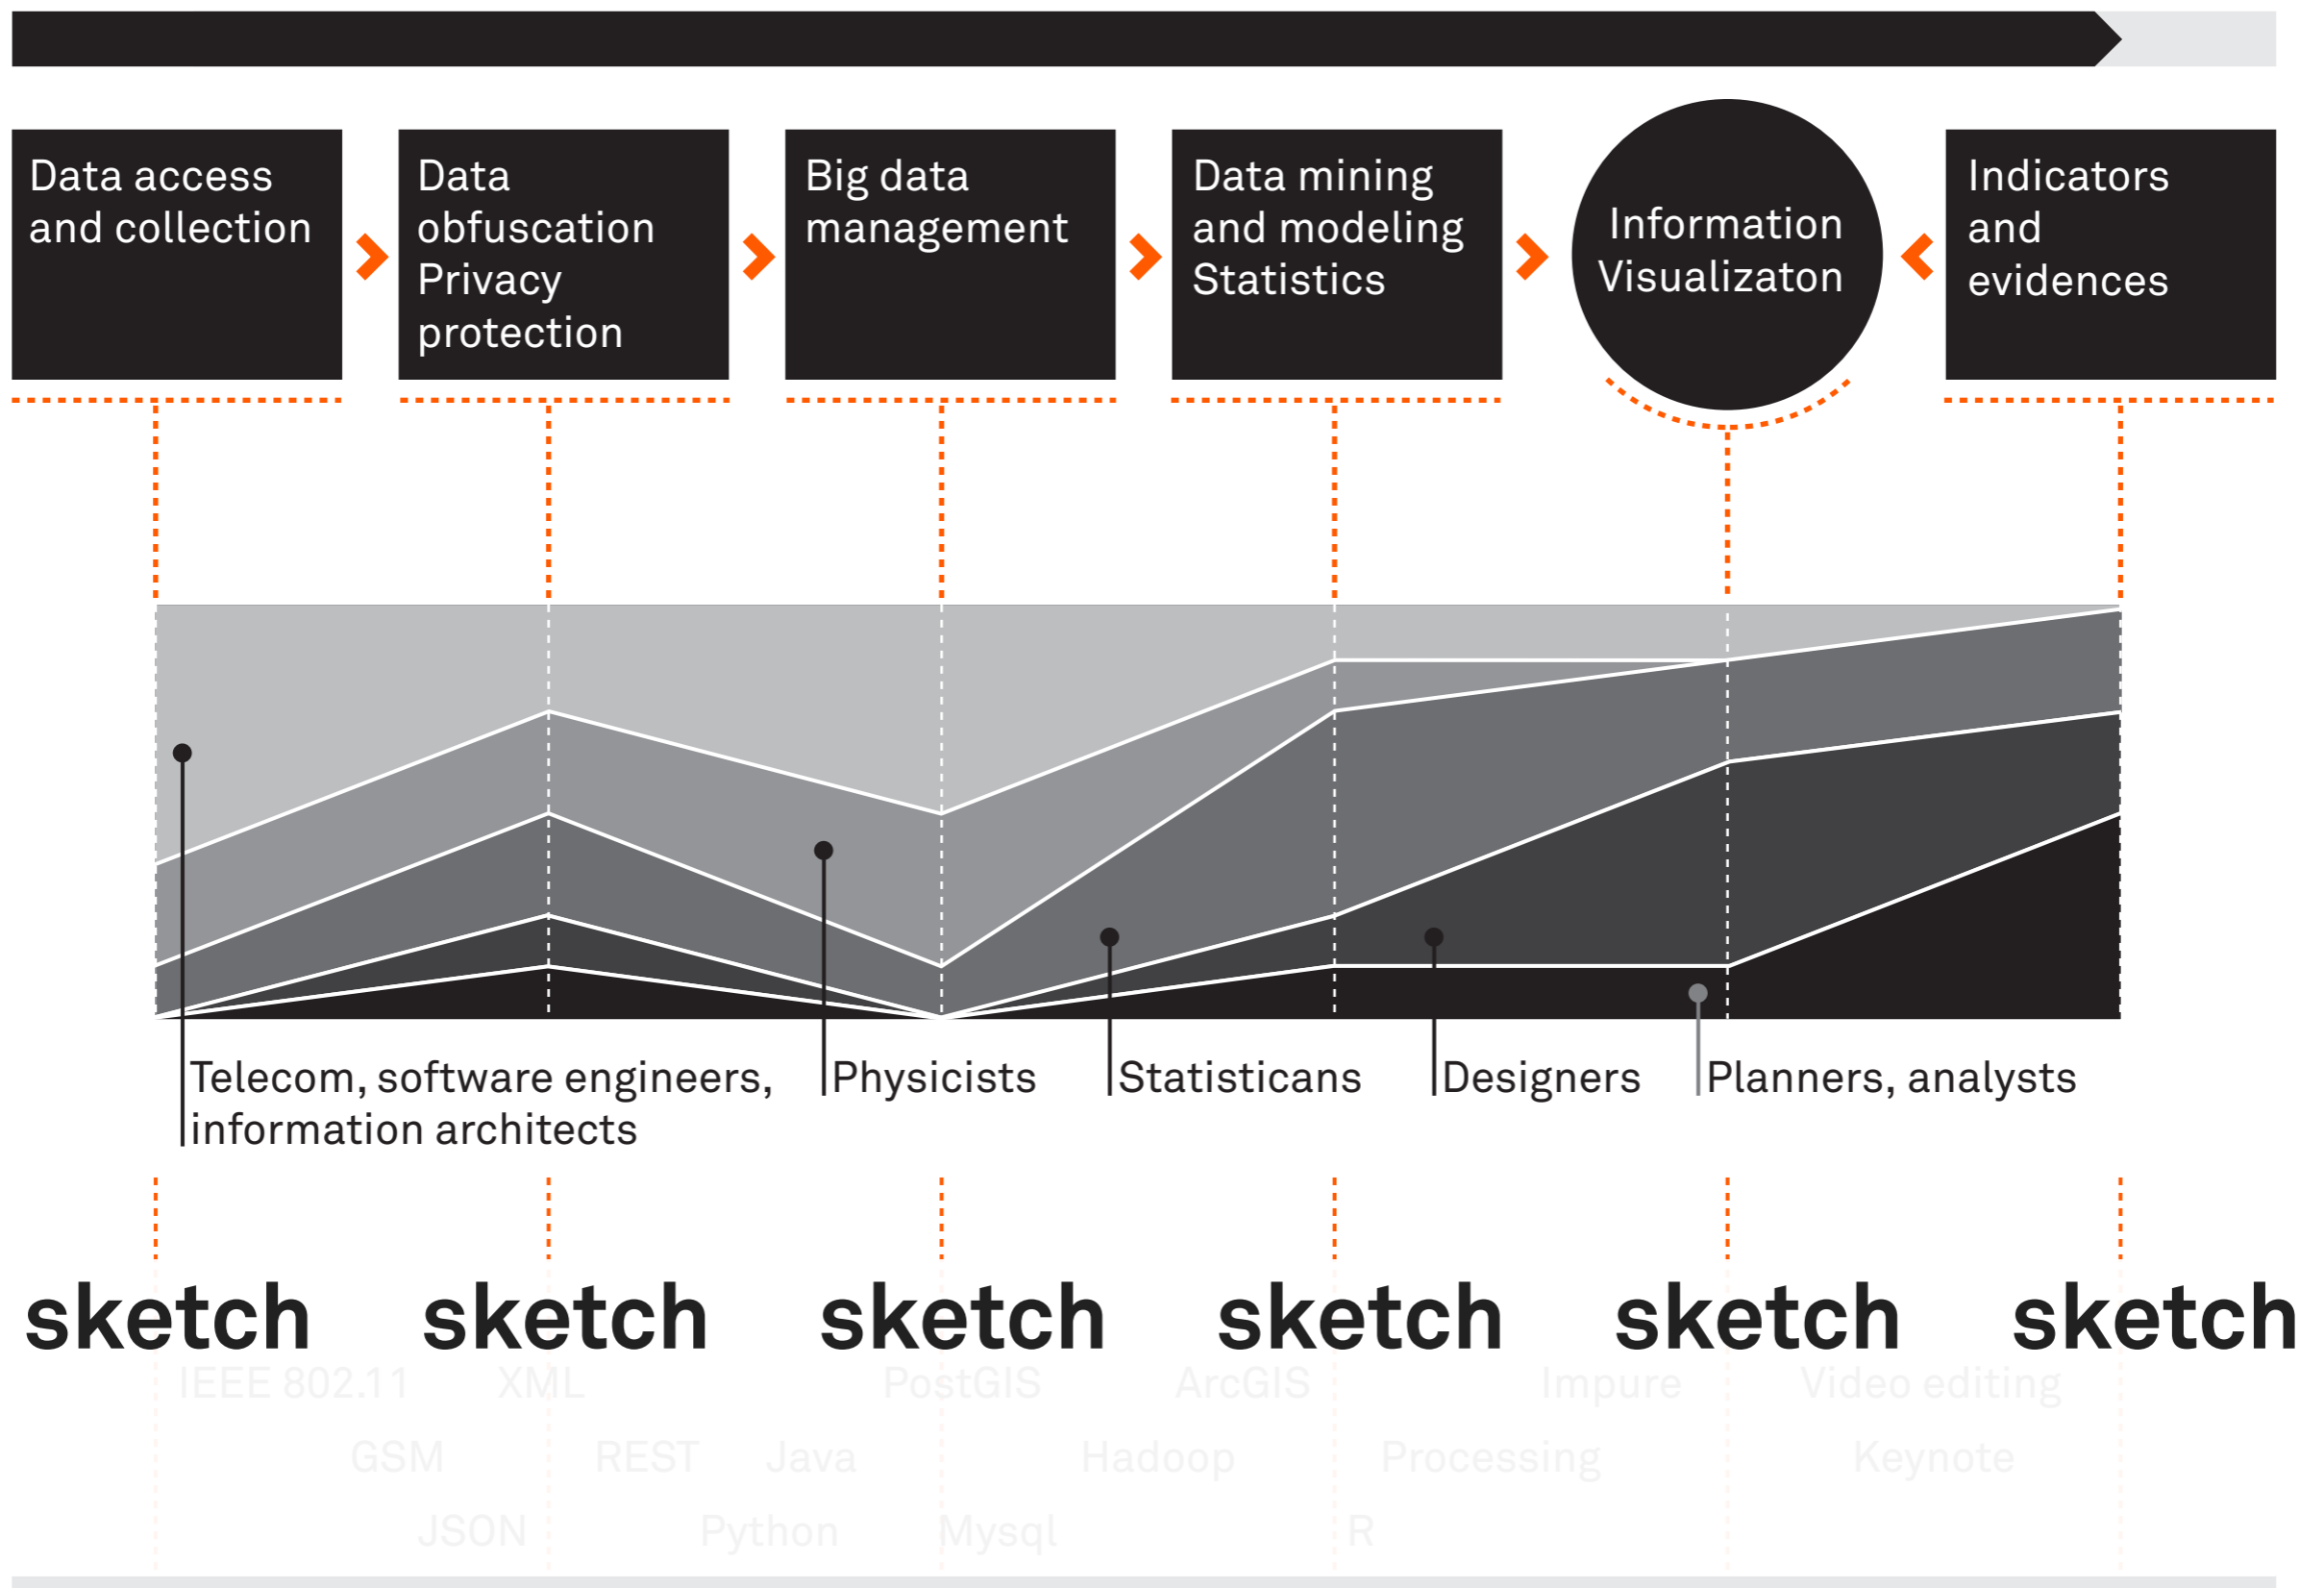 Data access
and collection
Data
obfuscation
Privacy
protection
Big data
management
Data mining
and modeling
Statistics
Information
Visualizaton
Indicators
and
evidences
Telecom, software engineers,
information architects
Physicists
Statisticans
Designers
Planners, analysts
sketch sketch sketch sketch sketch sketch
IEEE 802.11 XML PostGIS ArcGIS Impure Video editing
GSM REST Java Hadoop Processing Keynote
JSON Python Mysql R